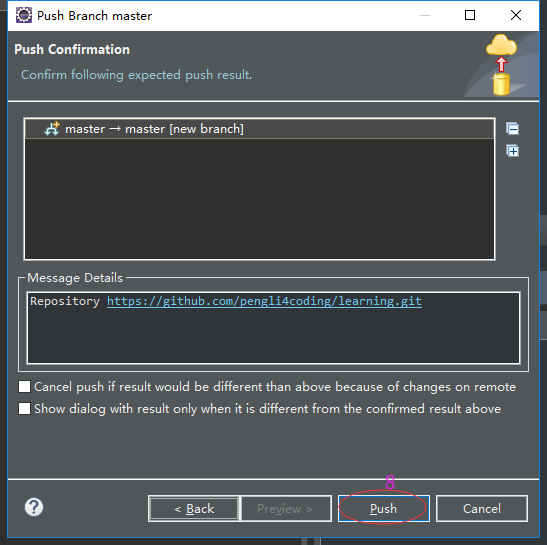 Push Branch master
Push Confirmation
Confirm following expected push result.
master → master [new branch]
Message Details
Repository https://github.com/pengli4coding/learning.git
Cancel push if result would be different than above because of changes on remote
Show dialog with result only when it is different from the confirmed result above
8
< Back Preview > Push Cancel